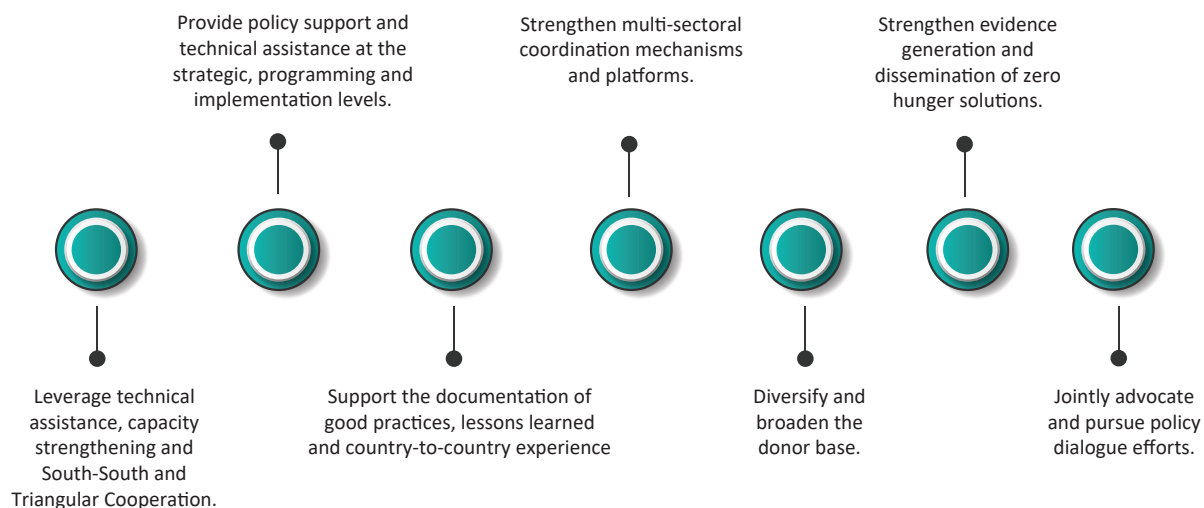 Provide policy support and
technical assistance at the
strategic, programming and
implementation levels.
Strengthen multi-sectoral
coordination mechanisms
and platforms.
Strengthen evidence
generation and
dissemination of zero
hunger solutions.
Leverage technical
assistance, capacity
strengthening and
South-South and
Triangular Cooperation.
Support the documentation of
good practices, lessons learned
and country-to-country experience
Diversify and
broaden the
donor base.
Jointly advocate
and pursue policy
dialogue efforts.